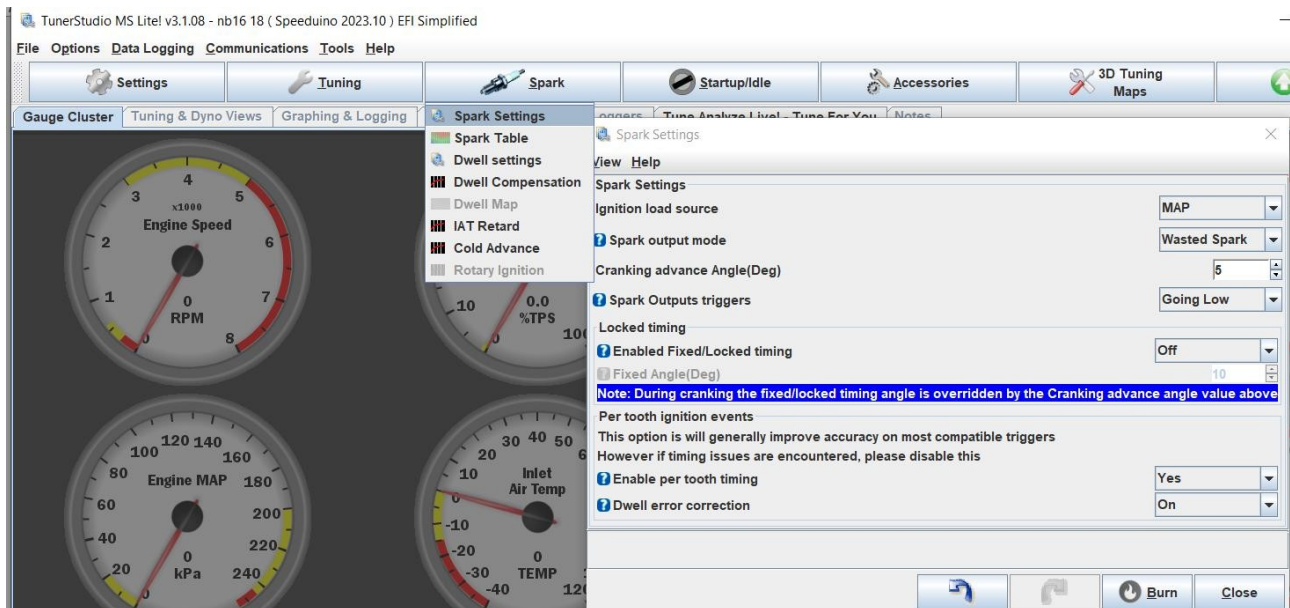 TunerStudio MS Lite! v3.1.08 - nb16 18 ( Speeduino 2023.10 ) EFI Simplified
File Options Data Logging Communications Tools Help
Settings Tuning Spark Startup/Idle Accessories 3D Tuning Maps
Gauge Cluster Tuning & Dyno Views Graphing & Logging Tune Analyze Live! - Tune For You Notes
Spark Settings
Spark Table
Dwell settings
Dwell Compensation
Dwell Map
IAT Retard
Cold Advance
Rotary Ignition
Spark Settings
View Help
Spark Settings
Ignition load source MAP
Spark output mode Wasted Spark
Cranking advance Angle(Deg) 5
Spark Outputs triggers Going Low
Locked timing
Enabled Fixed/Locked timing Off
Fixed Angle(Deg) 10
Note: During cranking the fixed/locked timing angle is overridden by the Cranking advance angle value above
Per tooth ignition events
This option is will generally improve accuracy on most compatible triggers
However if timing issues are encountered, please disable this
Enable per tooth timing Yes
Dwell error correction On
Burn Close
0 1 2 3 4 5 6 7 8
x1000
Engine Speed
0
RPM
10
0.0
%TPS
0
20 40 60 80 100 120 140 160 180 200 220 240
Engine MAP
0
kPa
-40 -30 -20 -10 0 10 20 30 40 50
Inlet
Air Temp
0
TEMP